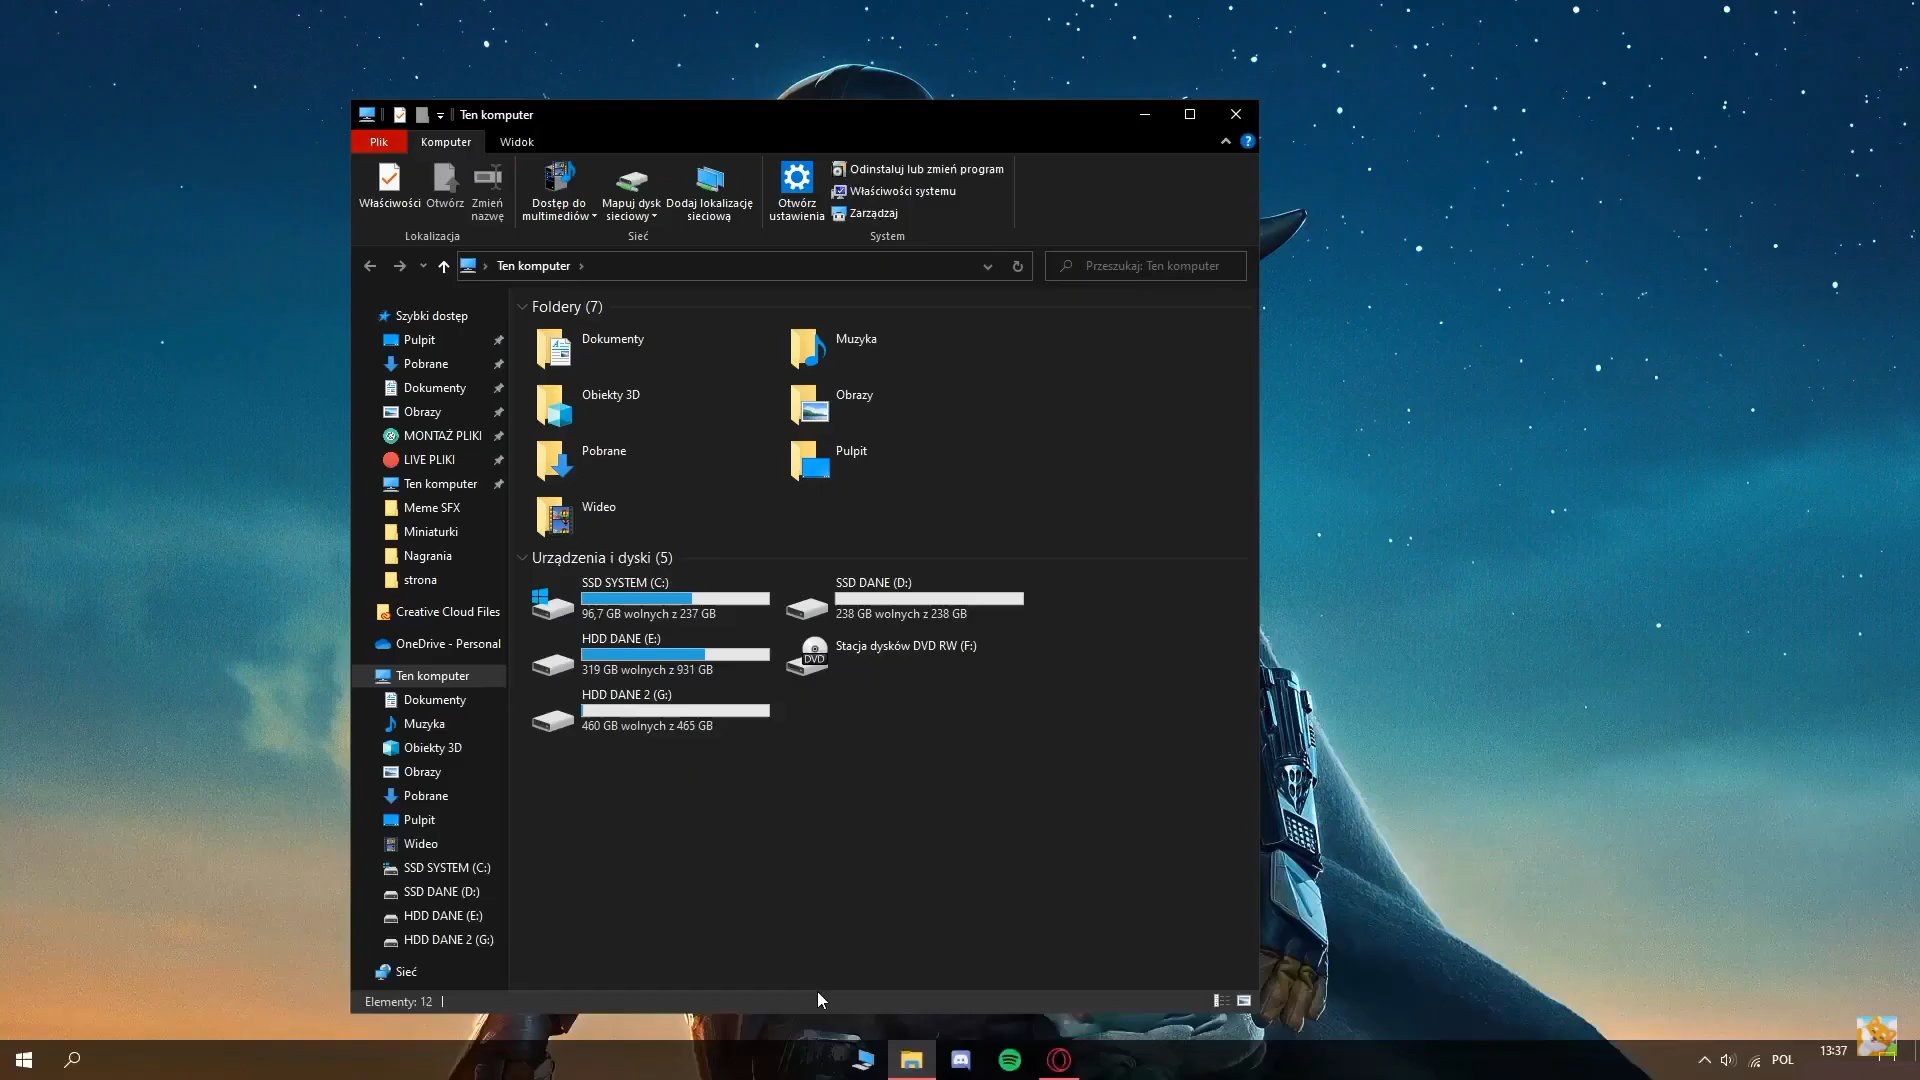 Ten komputer
Plik Komputer Widok
Właściwości Otwórz Zmień nazwę
Lokalizacja
Dostęp do multimediów Mapuj dysk sieciowy Dodaj lokalizację sieciową
Sieć
Otwórz ustawienia
Odinstaluj lub zmień program
Właściwości systemu
Zarządzaj
System
Ten komputer
Przeszukaj: Ten komputer
Szybki dostęp
Pulpit
Pobrane
Dokumenty
Obrazy
MONTAŻ PLIKI
LIVE PLIKI
Ten komputer
Meme SFX
Miniaturki
Nagrania
strona
Creative Cloud Files
OneDrive - Personal
Ten komputer
Dokumenty
Muzyka
Obiekty 3D
Obrazy
Pobrane
Pulpit
Wideo
SSD SYSTEM (C:)
SSD DANE (D:)
HDD DANE (E:)
HDD DANE 2 (G:)
Sieć
Foldery (7)
Dokumenty
Muzyka
Obiekty 3D
Obrazy
Pobrane
Pulpit
Wideo
Urządzenia i dyski (5)
SSD SYSTEM (C:)
96,7 GB wolnych z 237 GB
SSD DANE (D:)
238 GB wolnych z 238 GB
HDD DANE (E:)
319 GB wolnych z 931 GB
DVD
Stacja dysków DVD RW (F:)
HDD DANE 2 (G:)
460 GB wolnych z 465 GB
Elementy: 12
POL
13:37